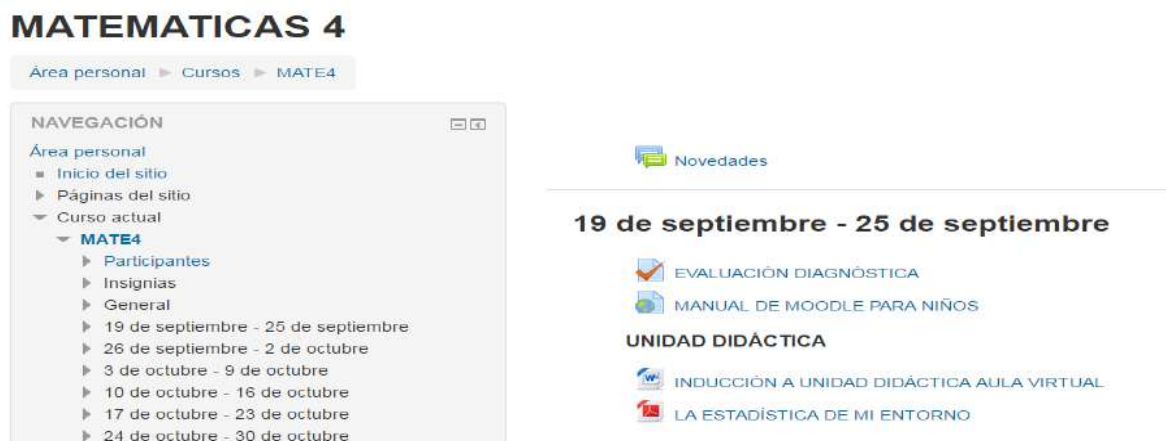 MATEMATICAS 4
Área personal Cursos MATE4
NAVEGACIÓN
Área personal
Inicio del sitio
Páginas del sitio
Curso actual
MATE4
Participantes
Insignias
General
19 de septiembre - 25 de septiembre
26 de septiembre - 2 de octubre
3 de octubre - 9 de octubre
10 de octubre - 16 de octubre
17 de octubre - 23 de octubre
24 de octubre - 30 de octubre
Novedades
19 de septiembre - 25 de septiembre
EVALUACIÓN DIAGNÓSTICA
MANUAL DE MOODLE PARA NIÑOS
UNIDAD DIDÁCTICA
INDUCCIÓN A UNIDAD DIDÁCTICA AULA VIRTUAL
LA ESTADÍSTICA DE MI ENTORNO